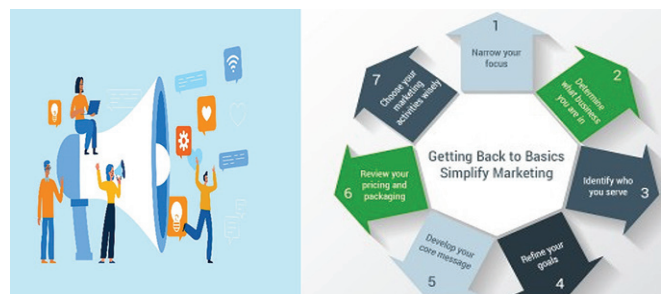 1
Narrow your
focus
2
Determine
what business
you are in
Identify who
you serve
3
Refine your
goals
4
Develop your
core message
5
Review your
pricing and
packaging
6
7
Choose your
marketing
activities wisely
Getting Back to Basics
Simplify Marketing